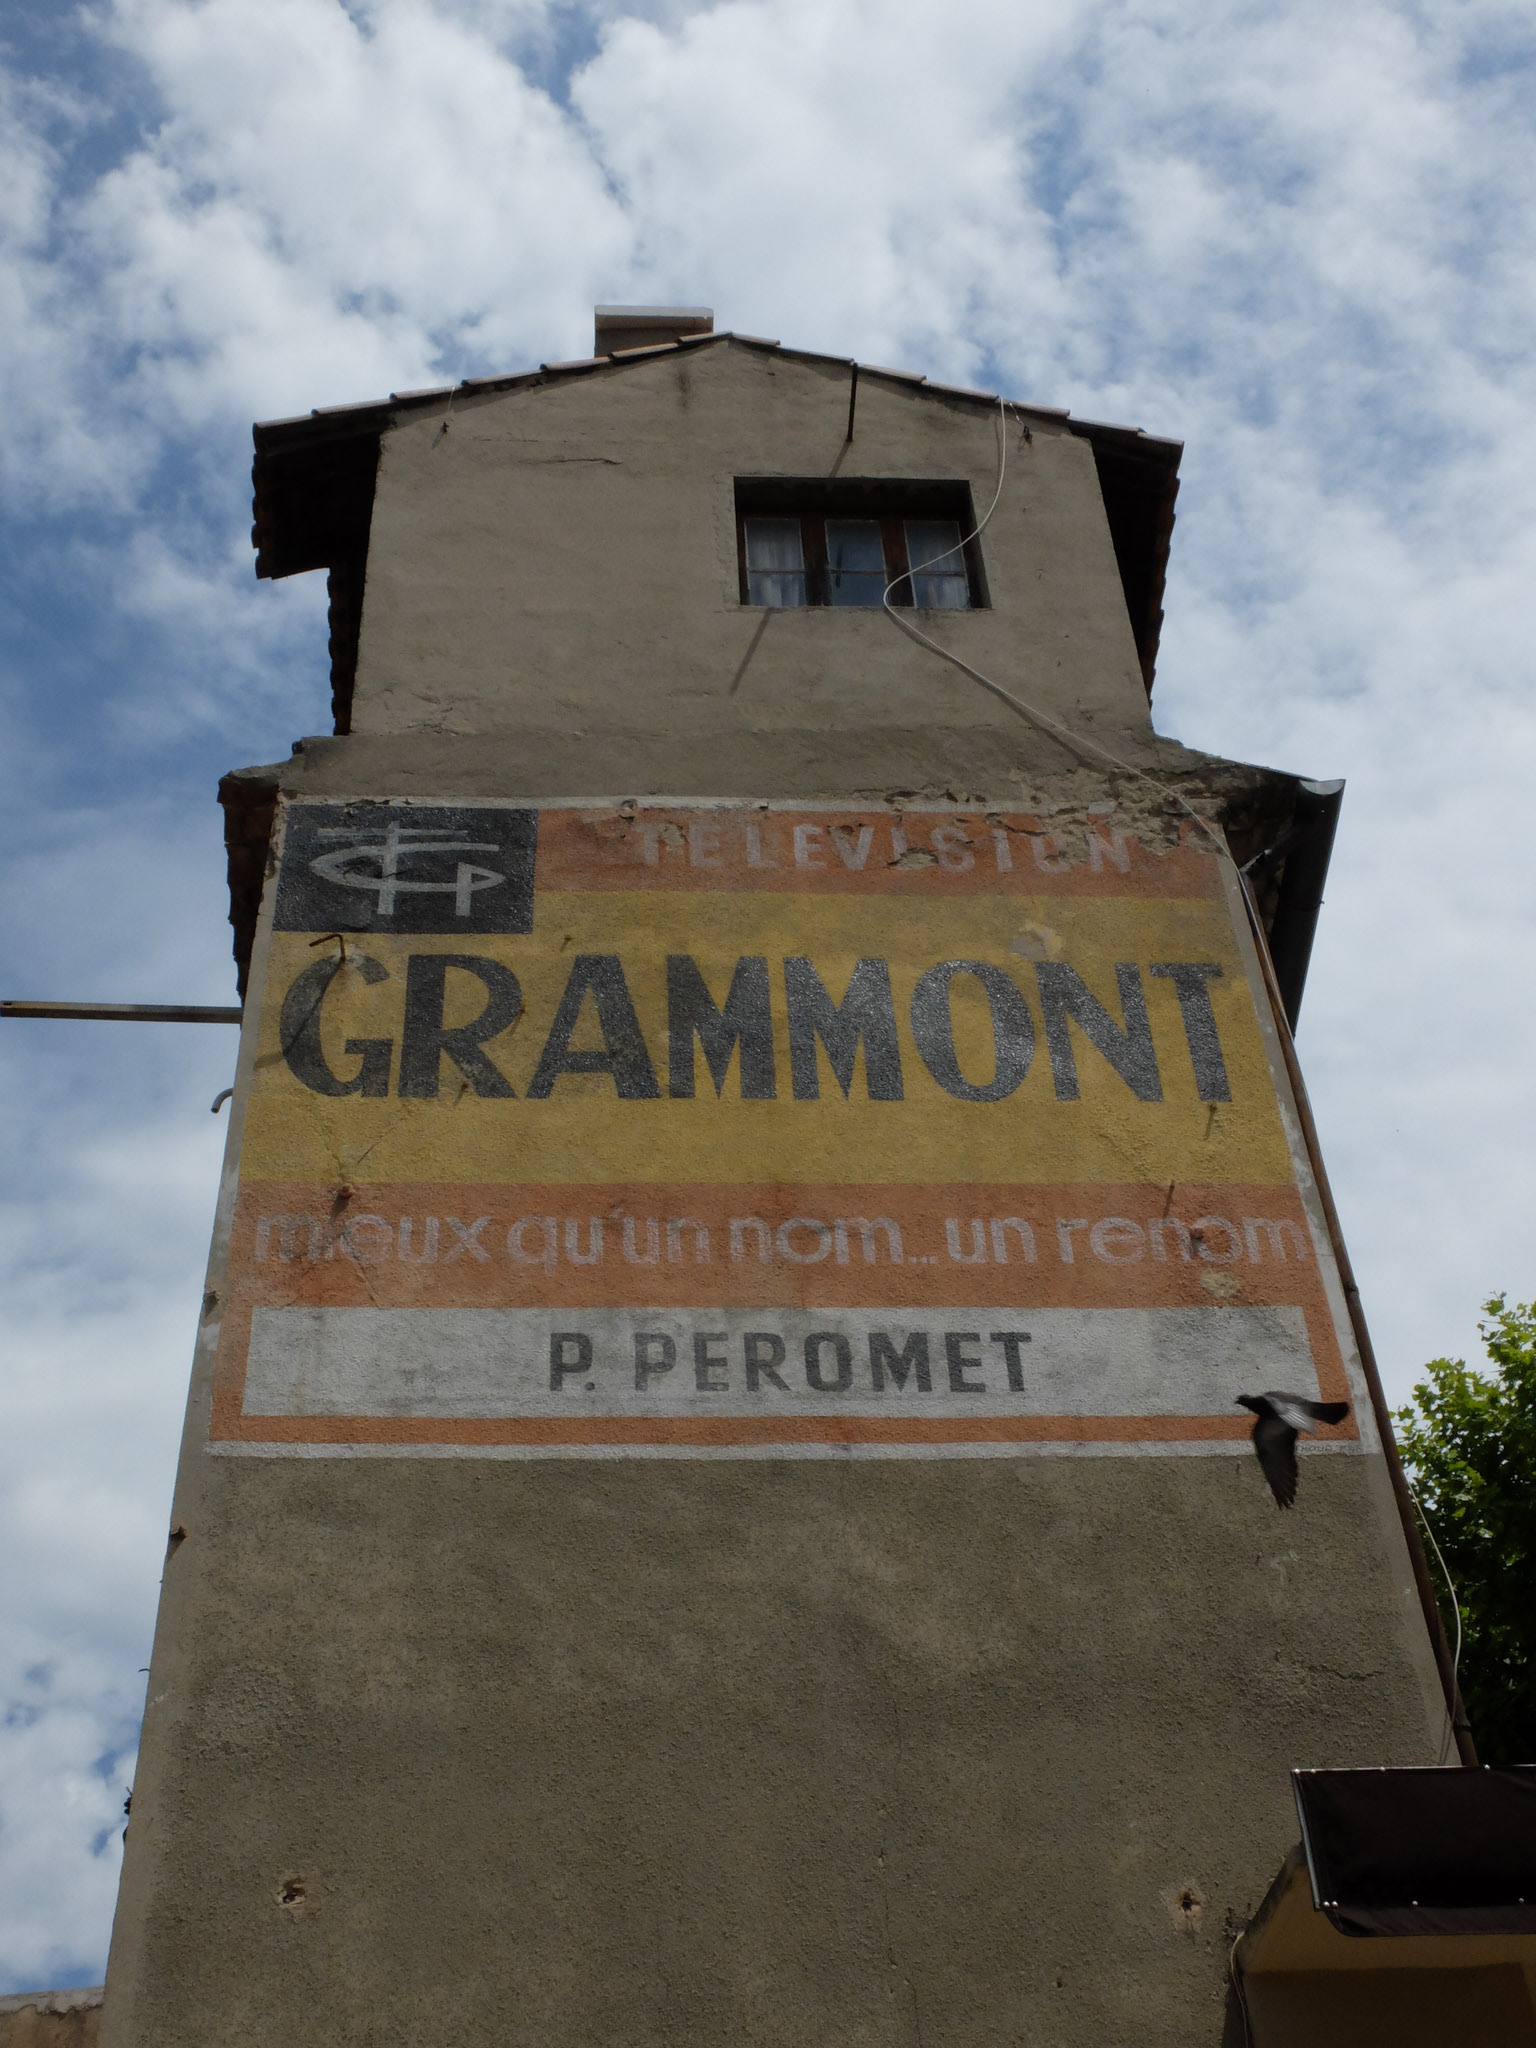 TELEVISION
GRAMMONT
mieux qu'un nom...un renom
P. PEROMET